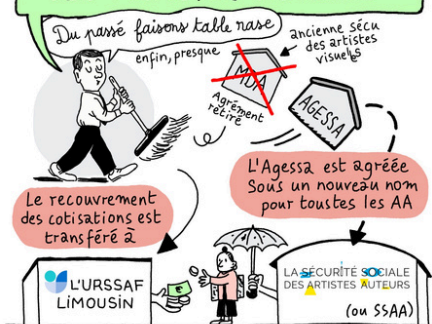 Du passé faisons table rase
enfin, presque
ancienne sécu
des artistes
visuel·les
MDA
Agrément
retiré
AGESSA
L'Agessa est agréée
sous un nouveau nom
pour toustes les AA
Le recouvrement
des cotisations est
transféré à
L'URSSAF
LIMOUSIN
LA SÉCURITÉ SOCIALE
DES ARTISTES AUTEURS
(ou SSAA)